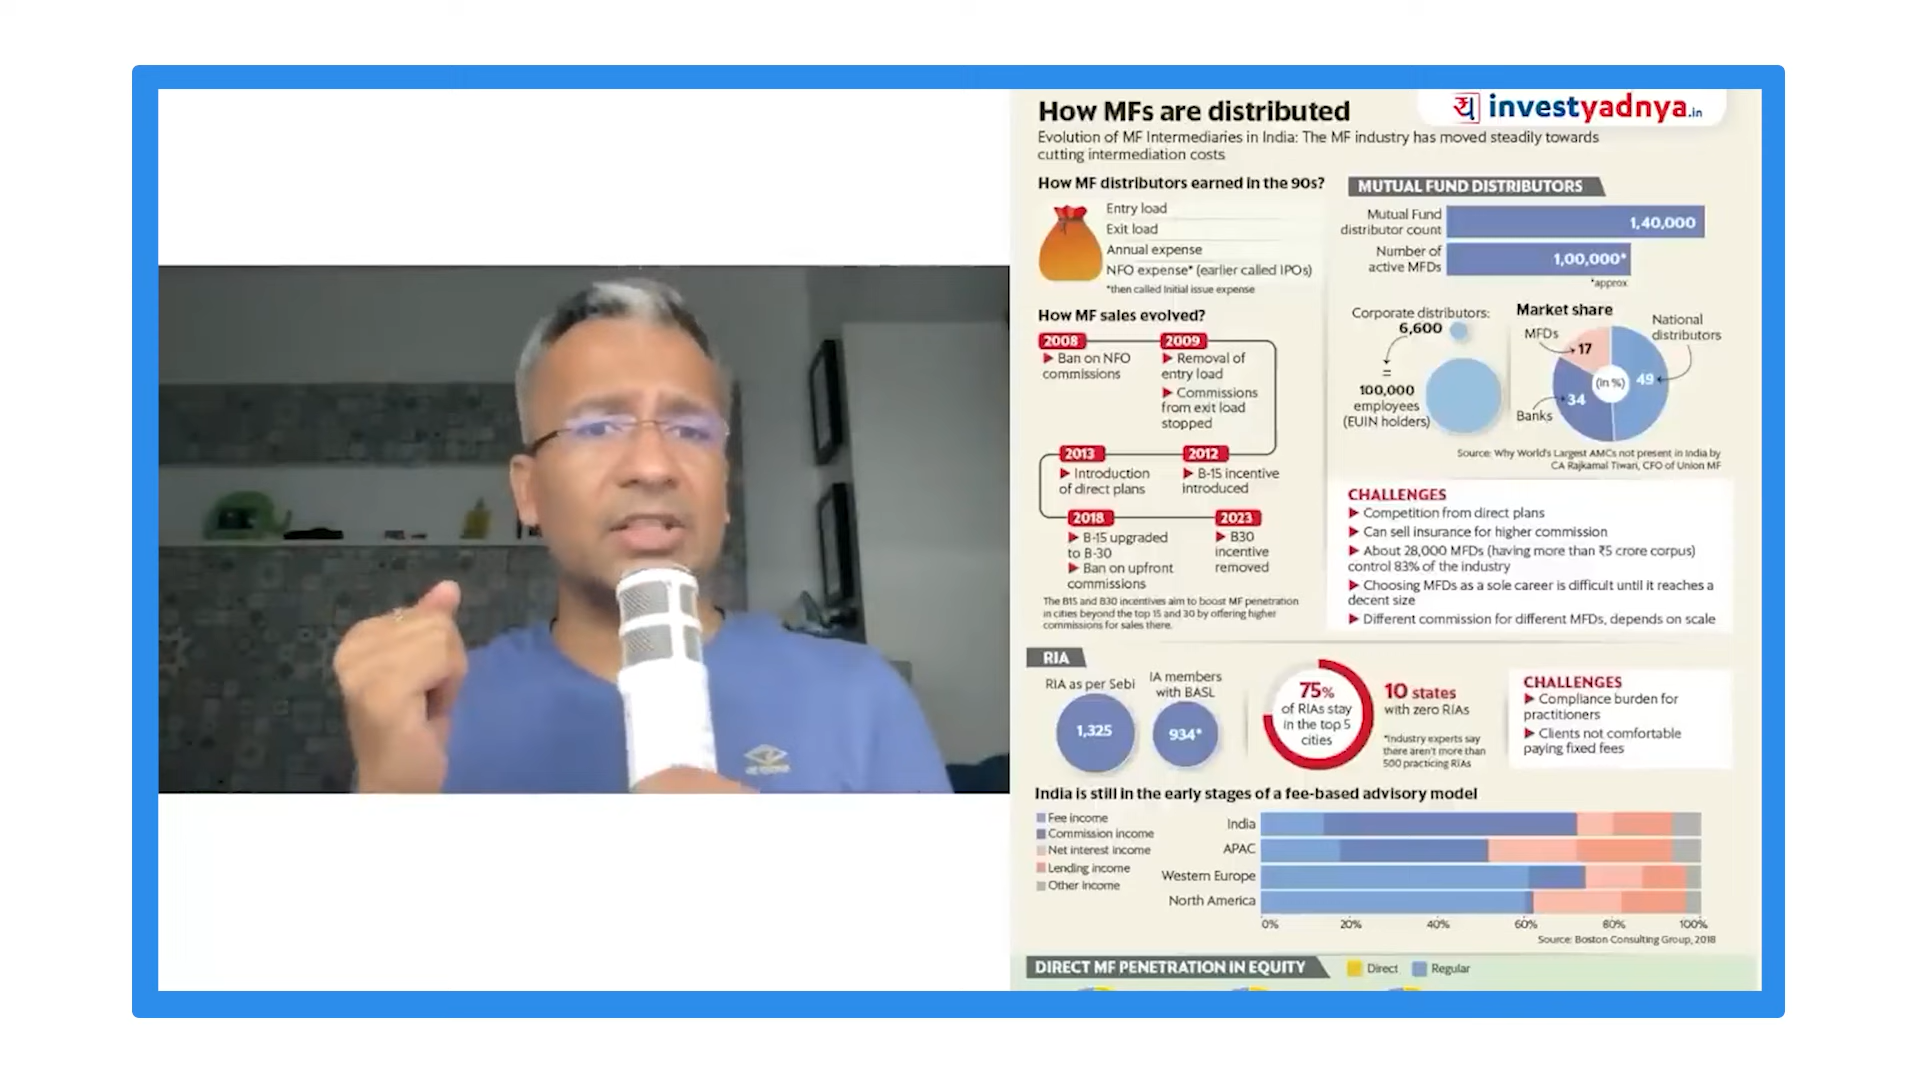 How MFs are distributed
investyadnya.in
Evolution of MF Intermediaries in India: The MF industry has moved steadily towards
cutting intermediation costs
How MF distributors earned in the 90s?
Entry load
Exit load
Annual expense
NFO expense* (earlier called IPOs)
*then called Initial issue expense
How MF sales evolved?
2008
▶ Ban on NFO
commissions
2009
▶ Removal of
entry load
▶ Commissions
from exit load
stopped
2013
▶ Introduction
of direct plans
2012
▶ B-15 incentive
introduced
2018
▶ B-15 upgraded
to B-30
▶ Ban on upfront
commissions
2023
▶ B30
incentive
removed
The B15 and B30 incentives aim to boost MF penetration
in cities beyond the top 15 and 30 by offering higher
commissions for sales there.
MUTUAL FUND DISTRIBUTORS
Mutual Fund
distributor count
1,40,000
Number of
active MFDs
1,00,000*
*approx
Corporate distributors:
6,600
=
100,000
employees
(EUIN holders)
Market share
MFDs
17
National
distributors
49
(in %)
34
Banks
Source: Why World's Largest AMCs not present in India by
CA Rajkamal Tiwari, CFO of Union MF
CHALLENGES
▶ Competition from direct plans
▶ Can sell insurance for higher commission
▶ About 28,000 MFDs (having more than ₹5 crore corpus)
control 83% of the industry
▶ Choosing MFDs as a sole career is difficult until it reaches a
decent size
▶ Different commission for different MFDs, depends on scale
RIA
RIA as per Sebi
1,325
IA members
with BASL
934*
75%
of RIAs stay
in the top 5
cities
10 states
with zero RIAs
*Industry experts say
there aren't more than
500 practicing RIAs
CHALLENGES
▶ Compliance burden for
practitioners
▶ Clients not comfortable
paying fixed fees
India is still in the early stages of a fee-based advisory model
Fee income
Commission income
Net interest income
Lending income
Other Income
India
APAC
Western Europe
North America
0% 20% 40% 60% 80% 100%
Source: Boston Consulting Group, 2018
DIRECT MF PENETRATION IN EQUITY
Direct Regular